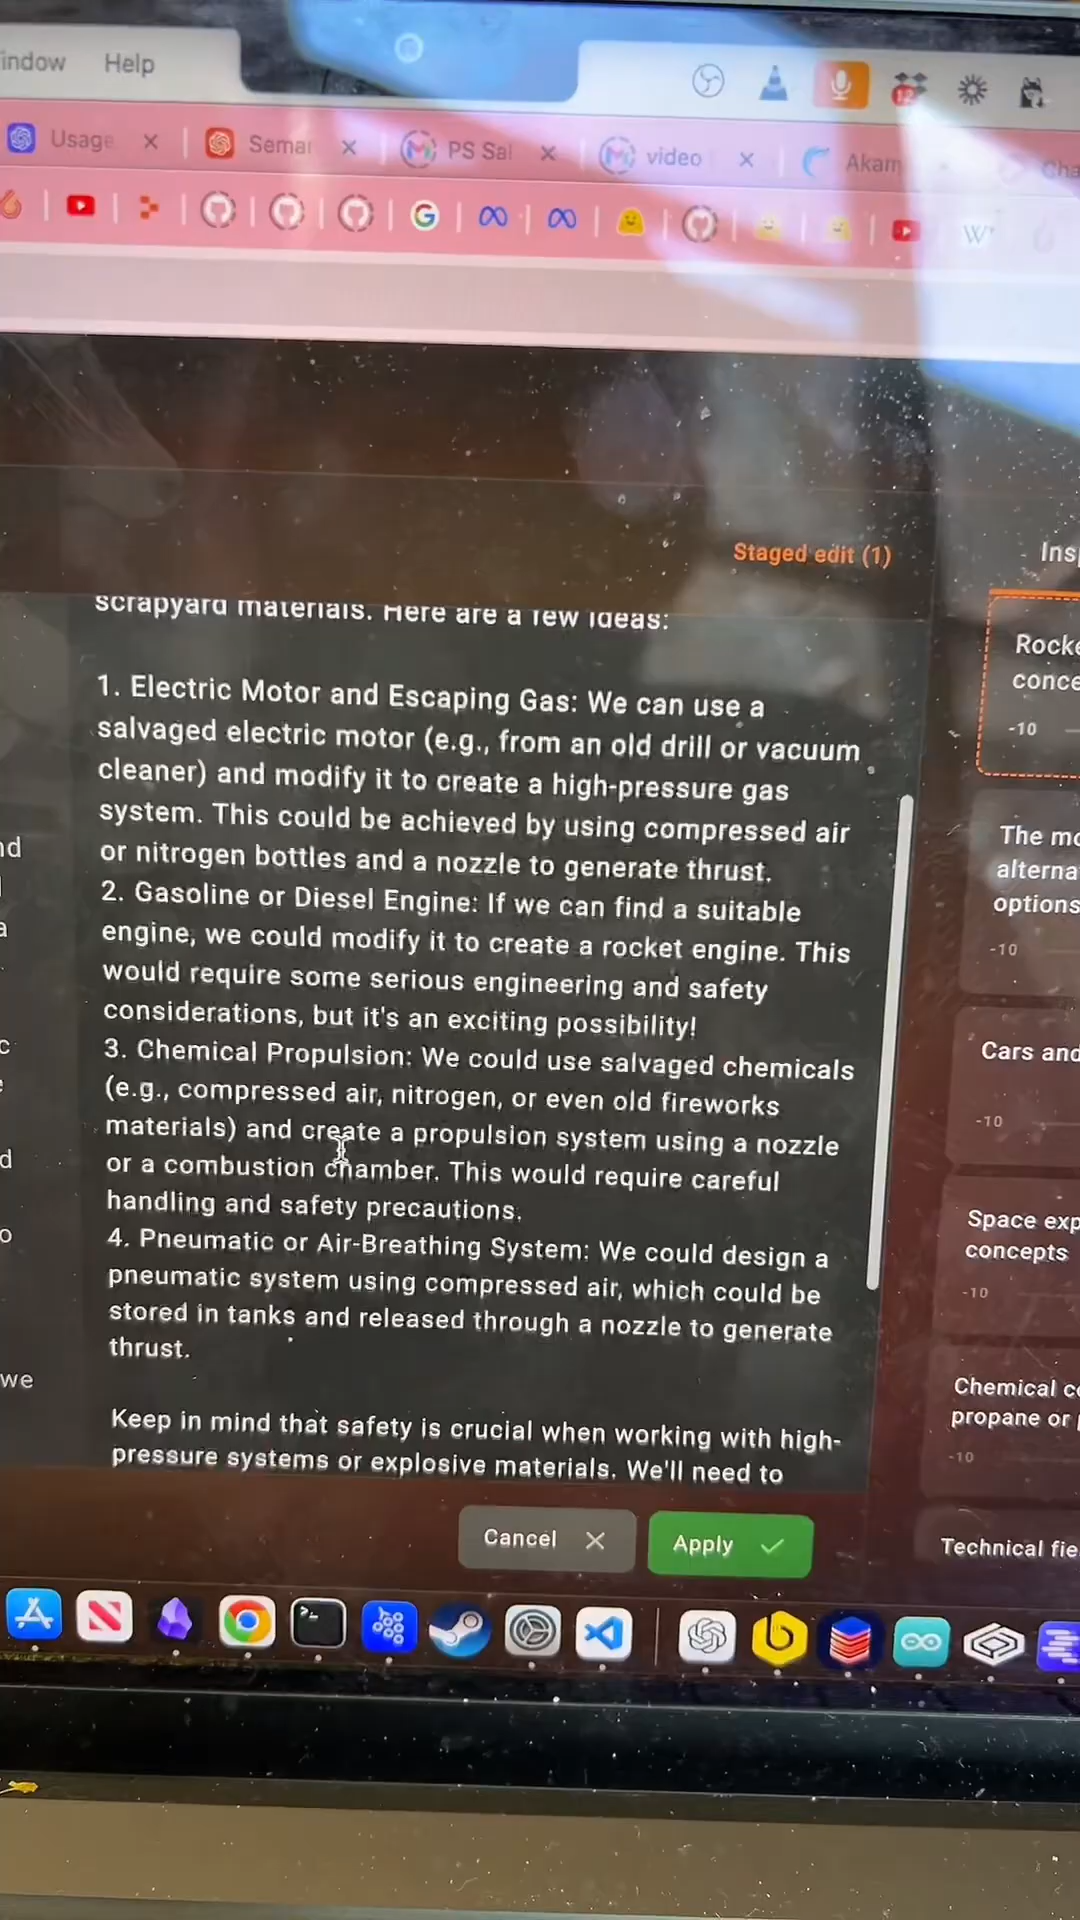 indow Help
12
Usage × Semar × PS Sal × video × Akam Cha
Staged edit (1)
scrapyard materials. Here are a few ideas:
1. Electric Motor and Escaping Gas: We can use a
salvaged electric motor (e.g., from an old drill or vacuum
cleaner) and modify it to create a high-pressure gas
system. This could be achieved by using compressed air
or nitrogen bottles and a nozzle to generate thrust.
2. Gasoline or Diesel Engine: If we can find a suitable
engine, we could modify it to create a rocket engine. This
would require some serious engineering and safety
considerations, but it's an exciting possibility!
3. Chemical Propulsion: We could use salvaged chemicals
(e.g., compressed air, nitrogen, or even old fireworks
materials) and create a propulsion system using a nozzle
or a combustion chamber. This would require careful
handling and safety precautions.
4. Pneumatic or Air-Breathing System: We could design a
pneumatic system using compressed air, which could be
stored in tanks and released through a nozzle to generate
thrust.
Keep in mind that safety is crucial when working with high-
pressure systems or explosive materials. We'll need to
Cancel × Apply
nd
a
c
e
d
o
we
Ins
Rocke
conce
-10
The mo
alterna
options
-10
Cars and
-10
Space exp
concepts
-10
Chemical co
propane or
-10
Technical fie